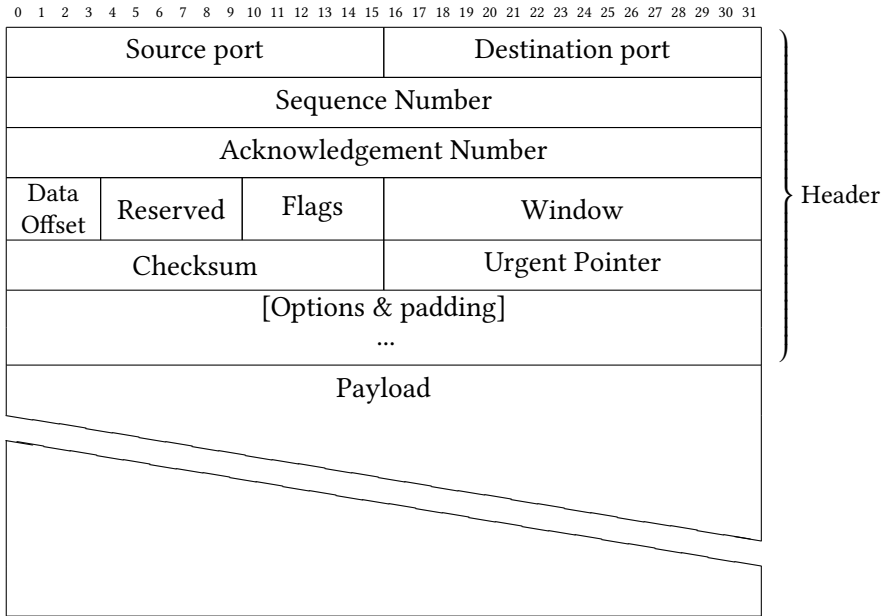 0 1 2 3 4 5 6 7 8 9 10 11 12 13 14 15 16 17 18 19 20 21 22 23 24 25 26 27 28 29 30 31
Source port Destination port
Sequence Number
Acknowledgement Number
Data
Offset Reserved Flags Window
Header
Checksum Urgent Pointer
[Options & padding]
...
Payload